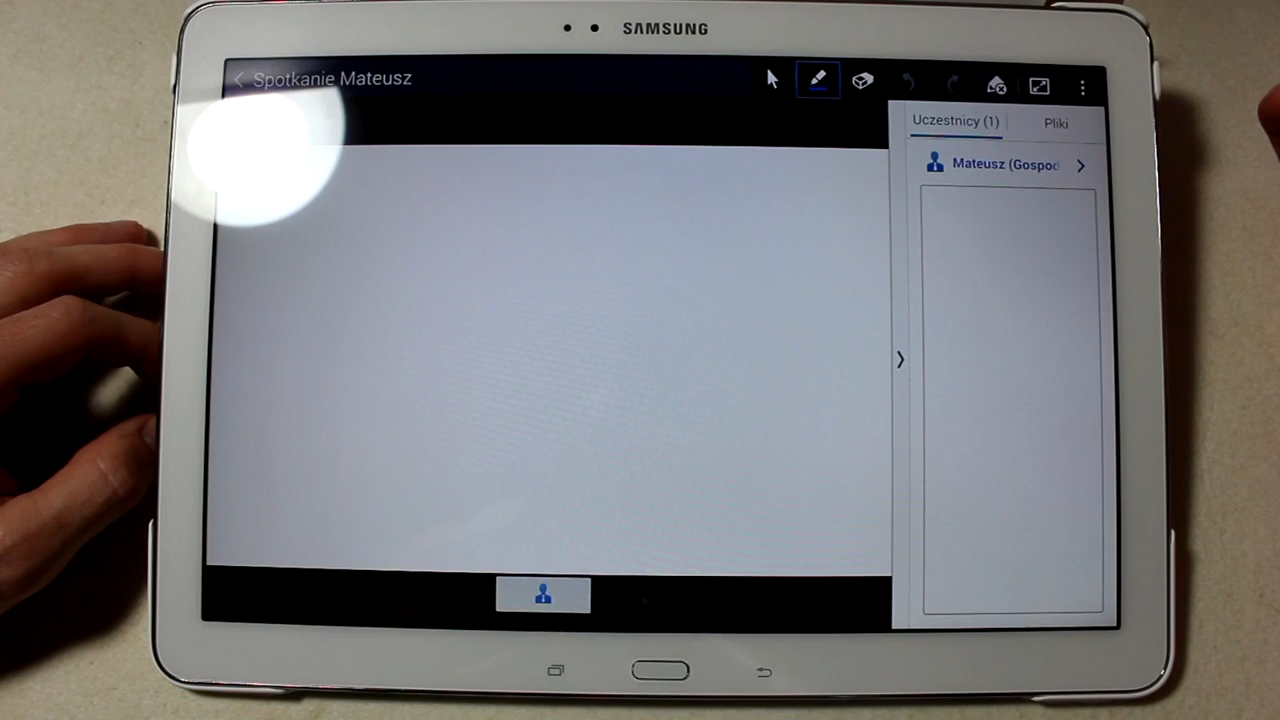 SAMSUNG
Spotkanie Mateusz
Uczestnicy (1)
Pliki
Mateusz (Gospod